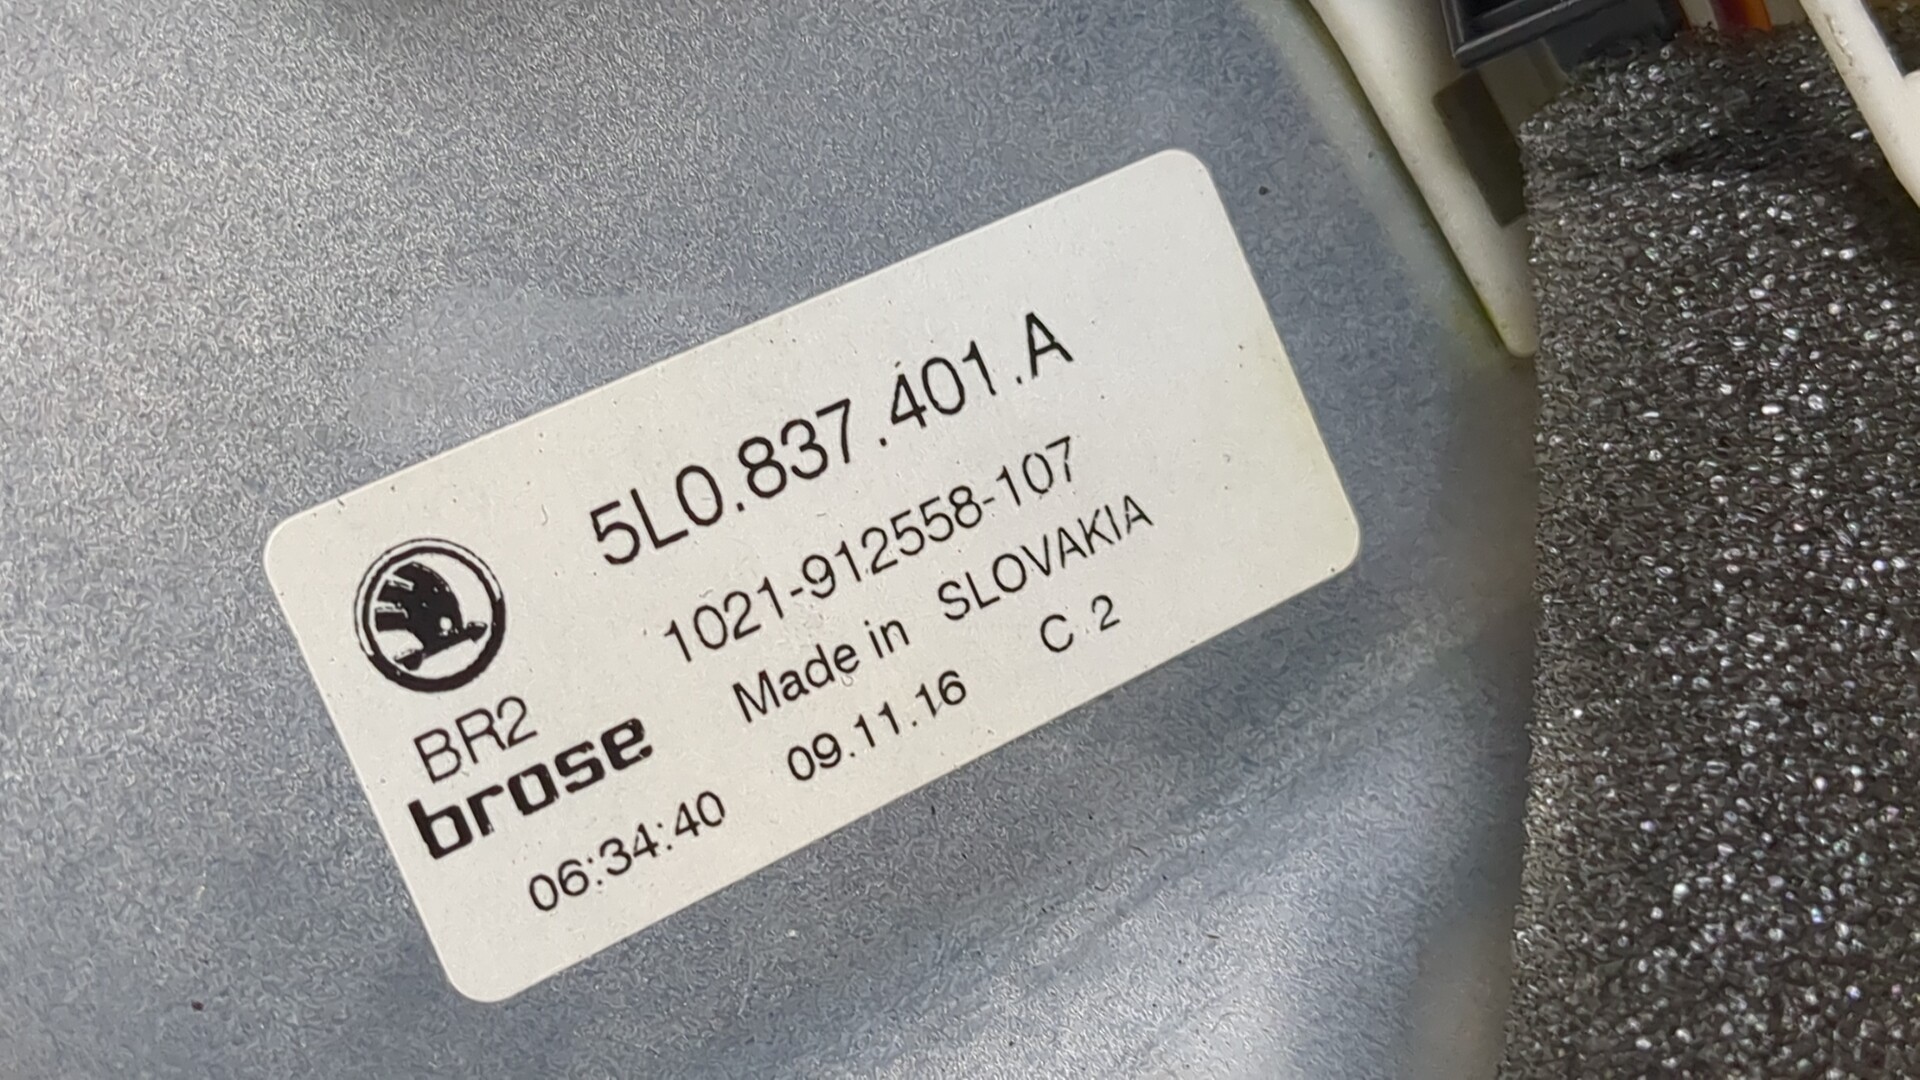 5L0.837.401.A
1021-912558-107
Made in SLOVAKIA
BR2
brose
09.11.16 C.2
06:34:40